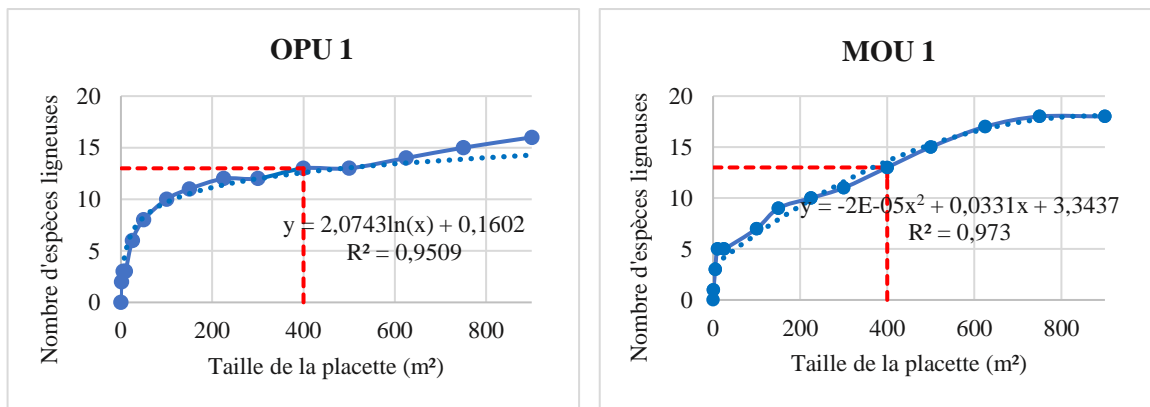 OPU 1
Nombre d'espèces ligneuses
20
15
10
5
0
y = 2,0743ln(x) + 0,1602
R² = 0,9509
0 200 400 600 800
Taille de la placette (m²)
MOU 1
Nombre d'espèces ligneuses
20
15
10
5
0
y = -2E-05x² + 0,0331x + 3,3437
R² = 0,973
0 200 400 600 800
Taille de la placette (m²)